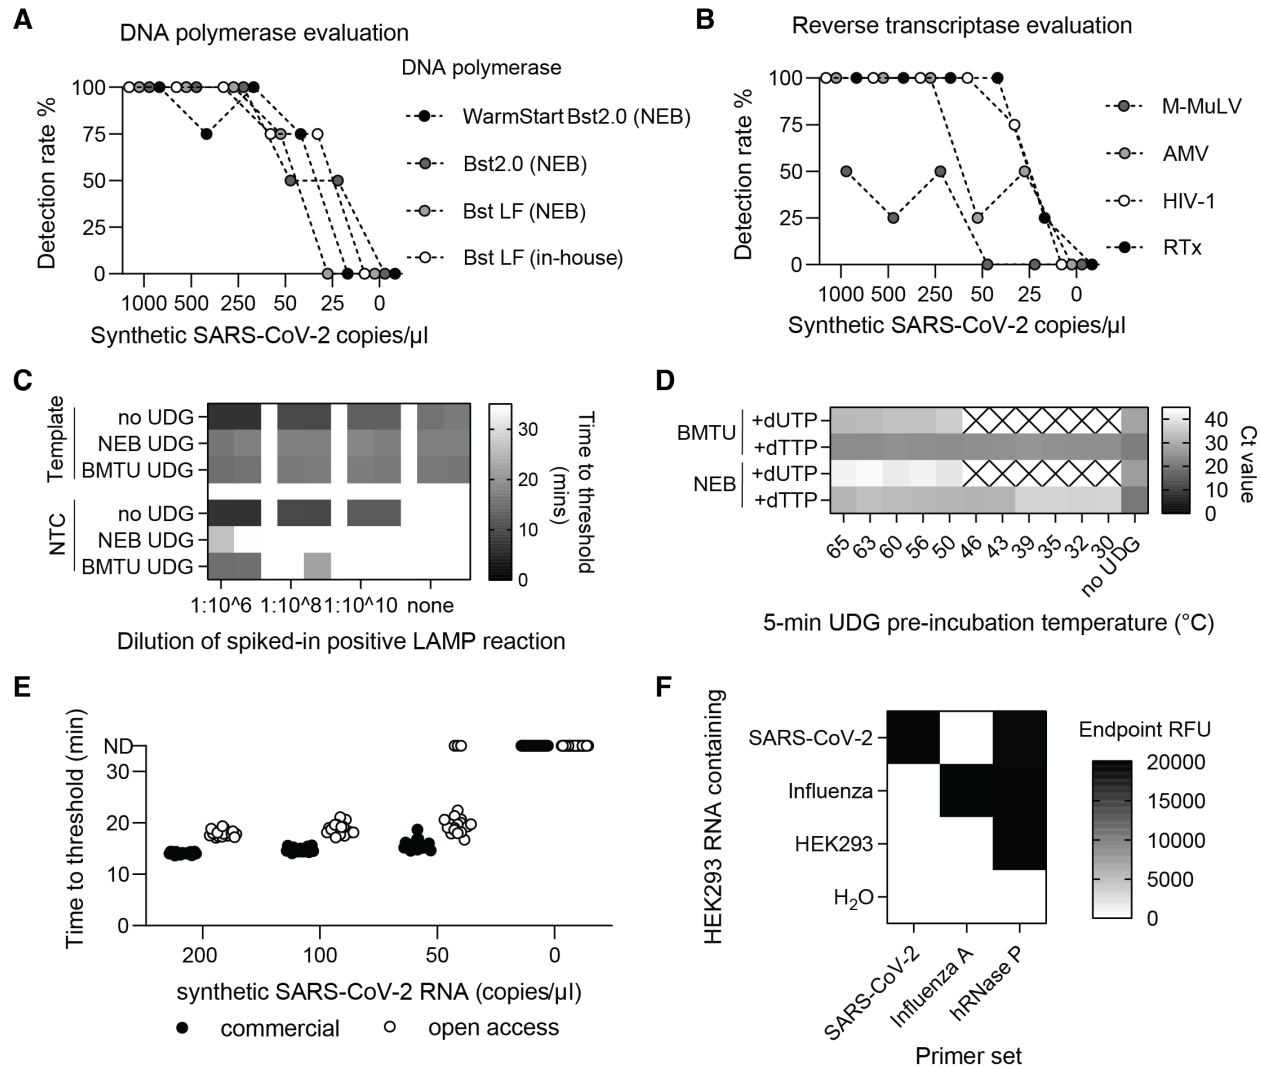 A
DNA polymerase evaluation
Detection rate %
100
75
50
25
0
1000 500 250 50 25 0
Synthetic SARS-CoV-2 copies/µl
DNA polymerase
WarmStart Bst2.0 (NEB)
Bst2.0 (NEB)
Bst LF (NEB)
Bst LF (in-house)
B
Reverse transcriptase evaluation
Detection rate %
100
75
50
25
0
1000 500 250 50 25 0
Synthetic SARS-CoV-2 copies/µl
M-MuLV
AMV
HIV-1
RTx
C
Template
no UDG
NEB UDG
BMTU UDG
NTC
no UDG
NEB UDG
BMTU UDG
1:10^6 1:10^8 1:10^10 none
Dilution of spiked-in positive LAMP reaction
30
20
10
0
Time to threshold
(mins)
D
BMTU
+dUTP
+dTTP
NEB
+dUTP
+dTTP
65 63 60 56 50 46 43 39 35 32 30 no UDG
5-min UDG pre-incubation temperature (°C)
40
30
20
10
0
Ct value
E
Time to threshold (min)
ND
30
20
10
0
200 100 50 0
synthetic SARS-CoV-2 RNA (copies/µl)
commercial open access
F
HEK293 RNA containing
SARS-CoV-2
Influenza
HEK293
H₂O
SARS-CoV-2 Influenza A hRNase P
Primer set
Endpoint RFU
20000
15000
10000
5000
0